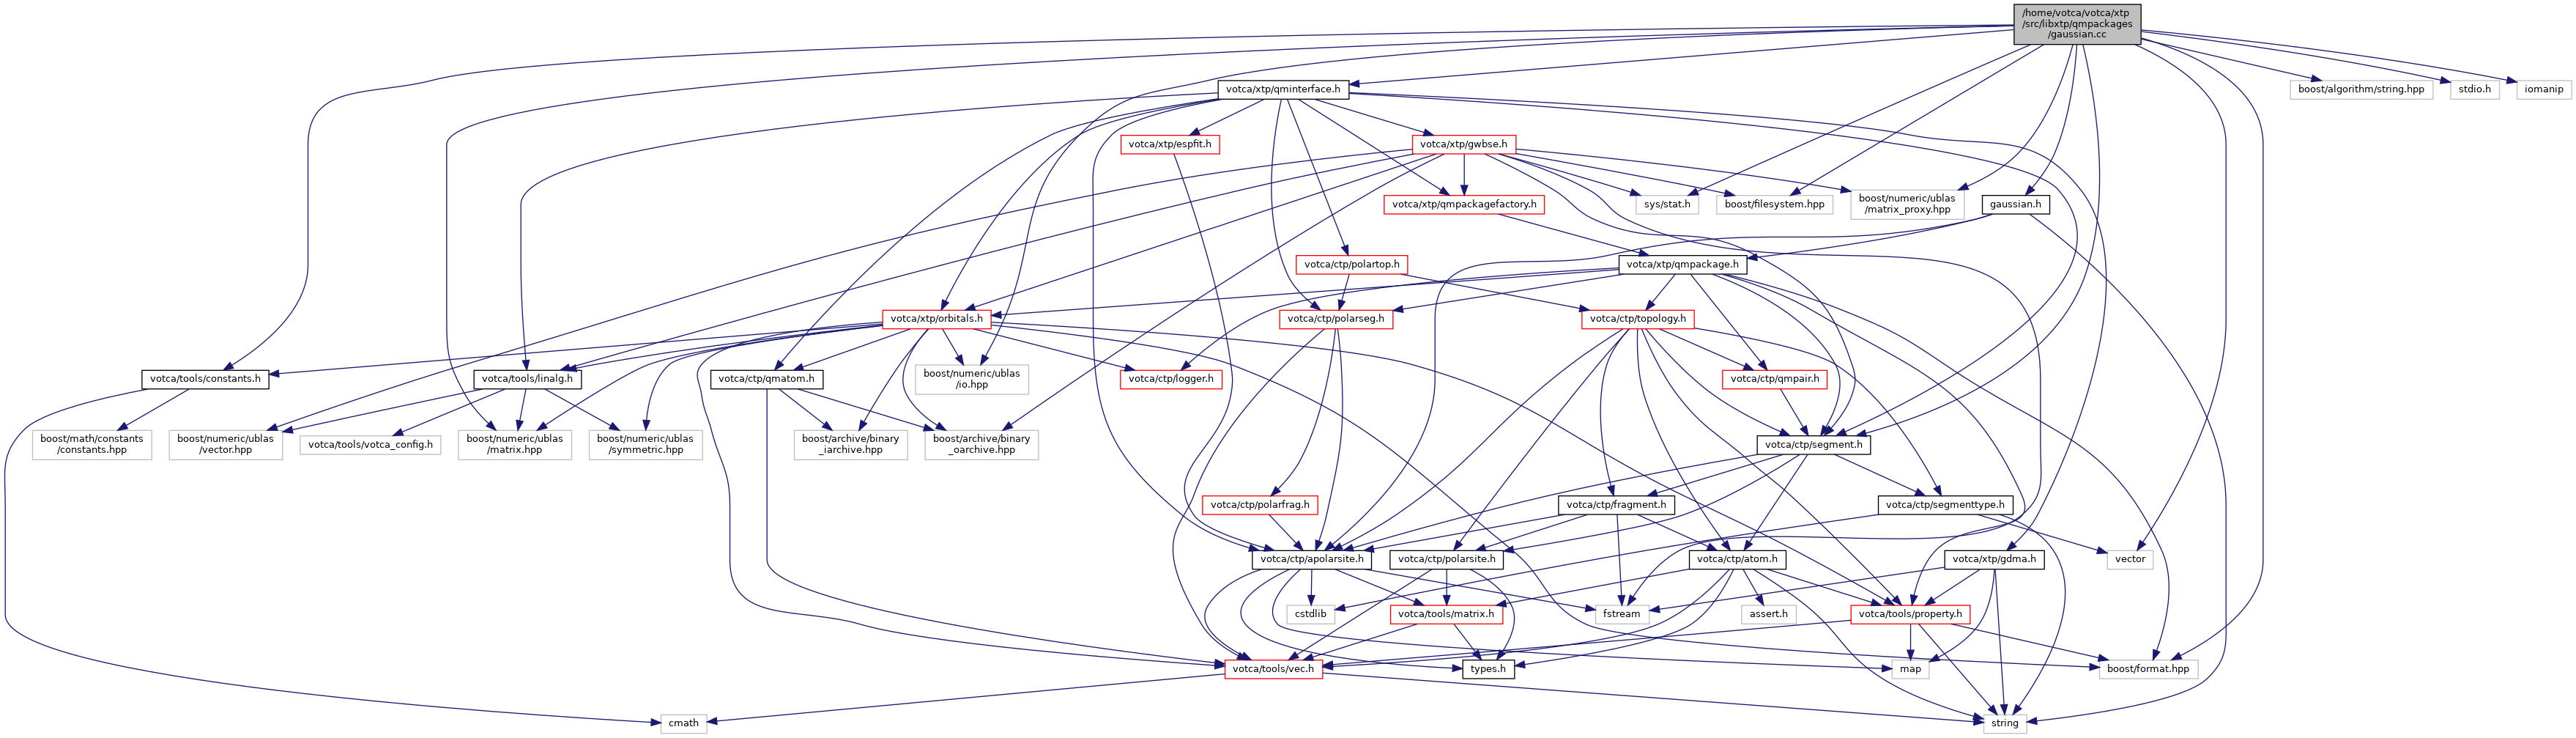 /home/votca/votca/xtp
/src/libxtp/qmpackages
/gaussian.cc
votca/xtp/qminterface.h
boost/algorithm/string.hpp
stdio.h
iomanip
votca/xtp/espfit.h
votca/xtp/gwbse.h
votca/xtp/qmpackagefactory.h
sys/stat.h
boost/filesystem.hpp
boost/numeric/ublas
/matrix_proxy.hpp
gaussian.h
votca/ctp/polartop.h
votca/xtp/qmpackage.h
votca/xtp/orbitals.h
votca/ctp/polarseg.h
votca/ctp/topology.h
votca/tools/constants.h
votca/tools/linalg.h
votca/ctp/qmatom.h
boost/numeric/ublas
/io.hpp
votca/ctp/logger.h
votca/ctp/qmpair.h
boost/math/constants
/constants.hpp
boost/numeric/ublas
/vector.hpp
votca/tools/votca_config.h
boost/numeric/ublas
/matrix.hpp
boost/numeric/ublas
/symmetric.hpp
boost/archive/binary
_iarchive.hpp
boost/archive/binary
_oarchive.hpp
votca/ctp/segment.h
votca/ctp/polarfrag.h
votca/ctp/fragment.h
votca/ctp/segmenttype.h
votca/ctp/apolarsite.h
votca/ctp/polarsite.h
votca/ctp/atom.h
votca/xtp/gdma.h
vector
cstdlib
votca/tools/matrix.h
fstream
assert.h
votca/tools/property.h
votca/tools/vec.h
types.h
map
boost/format.hpp
cmath
string